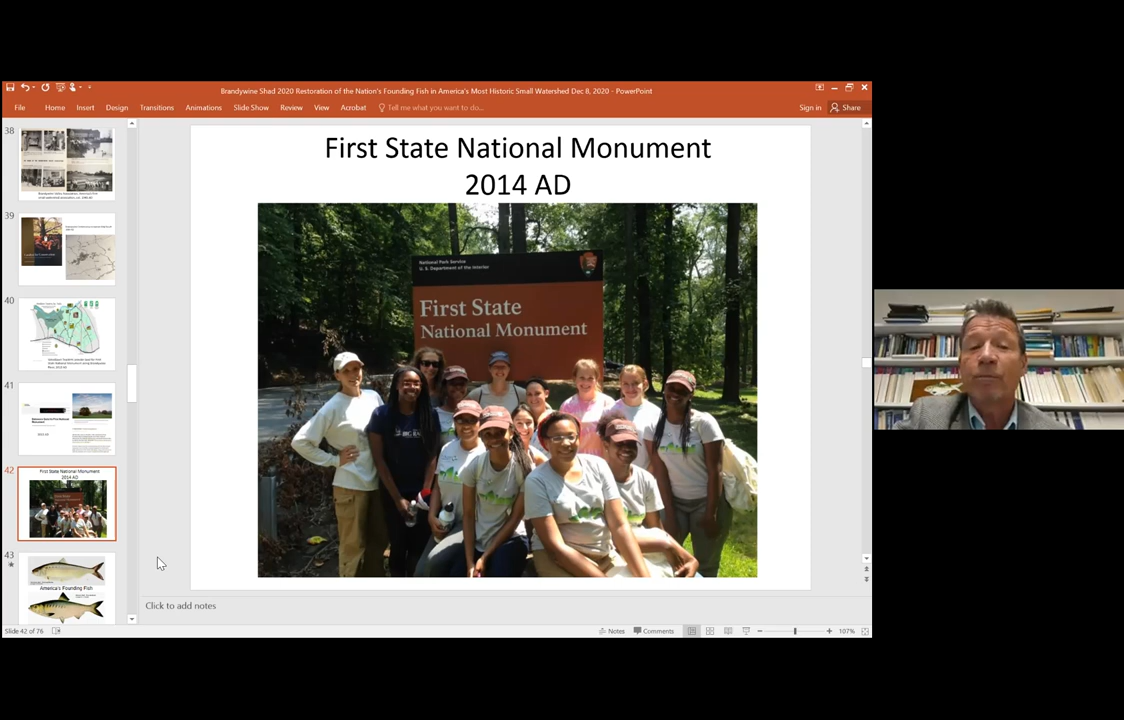 Brandywine Shad 2020 Restoration of the Nation's Founding Fish in America's Most Historic Small Watershed Dec 8, 2020 - PowerPoint
File Home Insert Design Transitions Animations Slide Show Review View Acrobat Tell me what you want to do... Sign in Share
38
39
40
41
2013 AD
42
First State National Monument
2014 AD
43
America's Founding Fish
First State National Monument
2014 AD
National Park Service
U. S. Department of the Interior
First State
National Monument
Click to add notes
Slide 42 of 76 Notes Comments 107%